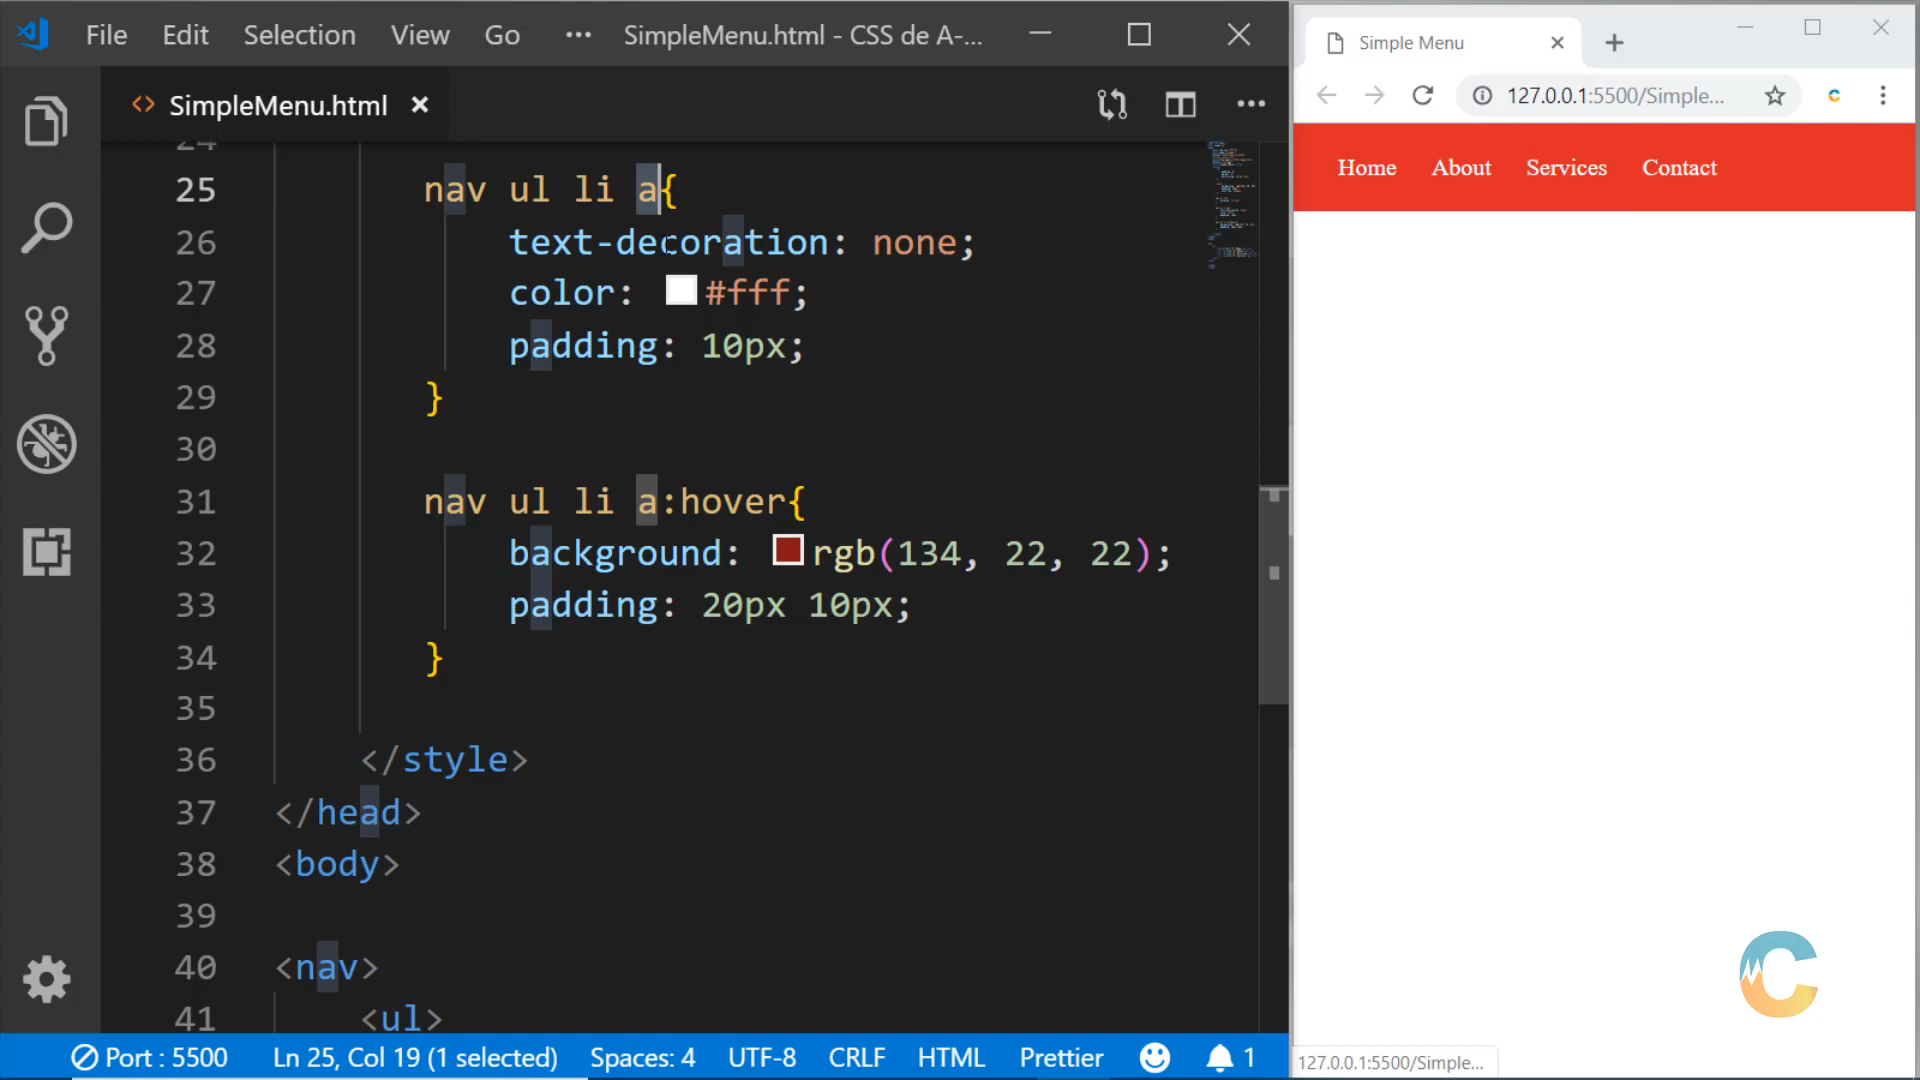 File Edit Selection View Go ··· SimpleMenu.html - CSS de A-...
SimpleMenu.html
24
25 nav ul li a{
26 text-decoration: none;
27 color: #fff;
28 padding: 10px;
29 }
30
31 nav ul li a:hover{
32 background: rgb(134, 22, 22);
33 padding: 20px 10px;
34 }
35
36 </style>
37 </head>
38 <body>
39
40 <nav>
41 <ul>
Port : 5500 Ln 25, Col 19 (1 selected) Spaces: 4 UTF-8 CRLF HTML Prettier 1
Simple Menu
127.0.0.1:5500/Simple...
Home About Services Contact
C
127.0.0.1:5500/Simple...